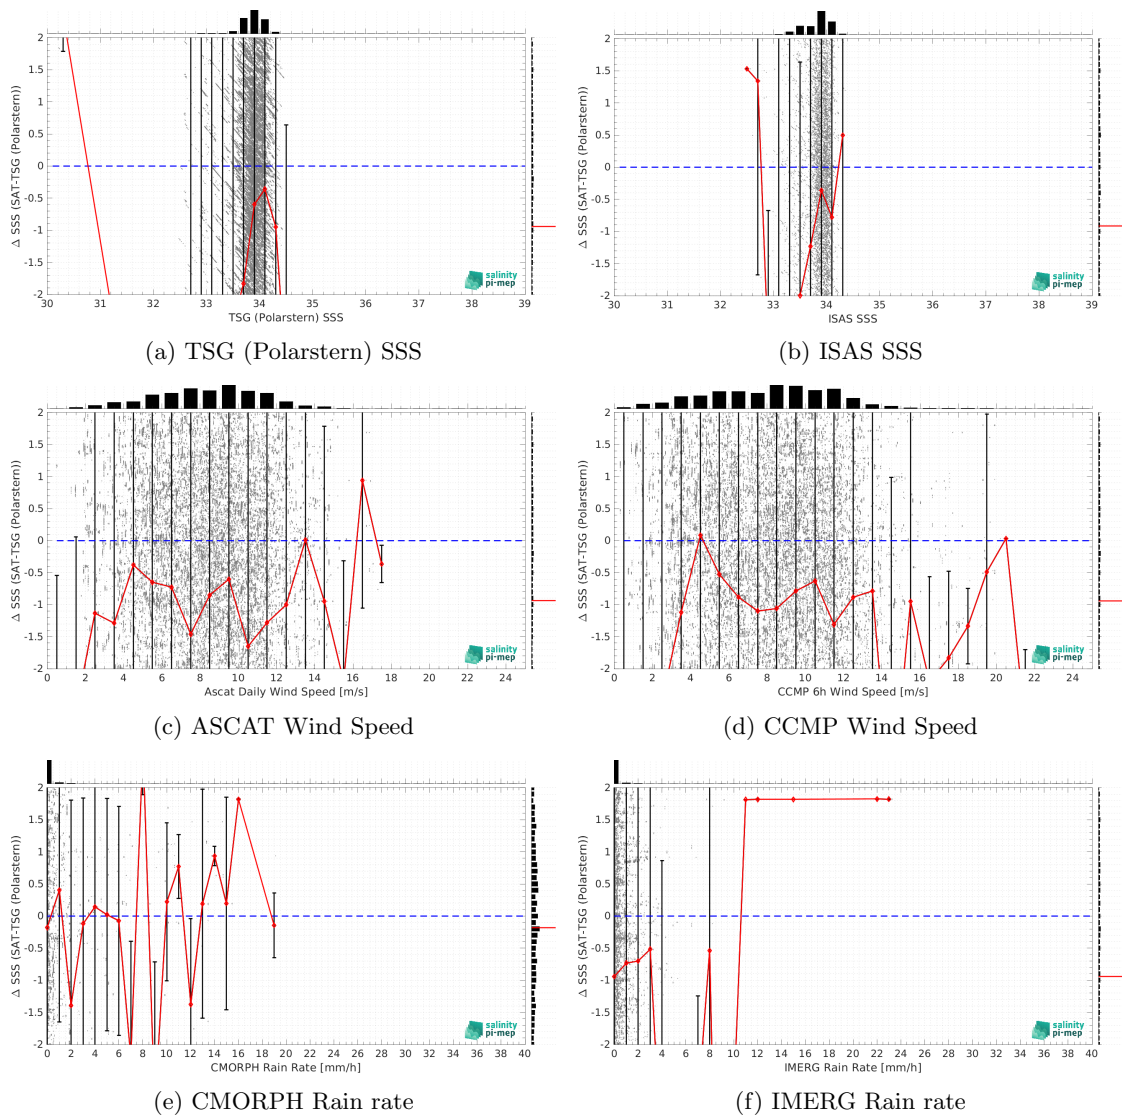 2
1.5
1
0.5
0
-0.5
-1
-1.5
-2
Δ SSS (SAT-TSG (Polarstern))
30 31 32 33 34 35 36 37 38 39
TSG (Polarstern) SSS
salinity
pi-mep
2
1.5
1
0.5
0
-0.5
-1
-1.5
-2
Δ SSS (SAT-TSG (Polarstern))
30 31 32 33 34 35 36 37 38 39
ISAS SSS
salinity
pi-mep
(a) TSG (Polarstern) SSS
(b) ISAS SSS
2
1.5
1
0.5
0
-0.5
-1
-1.5
-2
Δ SSS (SAT-TSG (Polarstern))
0 2 4 6 8 10 12 14 16 18 20 22 24
Ascat Daily Wind Speed [m/s]
salinity
pi-mep
2
1.5
1
0.5
0
-0.5
-1
-1.5
-2
Δ SSS (SAT-TSG (Polarstern))
0 2 4 6 8 10 12 14 16 18 20 22 24
CCMP 6h Wind Speed [m/s]
salinity
pi-mep
(c) ASCAT Wind Speed
(d) CCMP Wind Speed
2
1.5
1
0.5
0
-0.5
-1
-1.5
-2
Δ SSS (SAT-TSG (Polarstern))
0 2 4 6 8 10 12 14 16 18 20 22 24 26 28 30 32 34 36 38 40
CMORPH Rain Rate [mm/h]
salinity
pi-mep
2
1.5
1
0.5
0
-0.5
-1
-1.5
-2
Δ SSS (SAT-TSG (Polarstern))
0 2 4 6 8 10 12 14 16 18 20 22 24 26 28 30 32 34 36 38 40
IMERG Rain Rate [mm/h]
salinity
pi-mep
(e) CMORPH Rain rate
(f) IMERG Rain rate